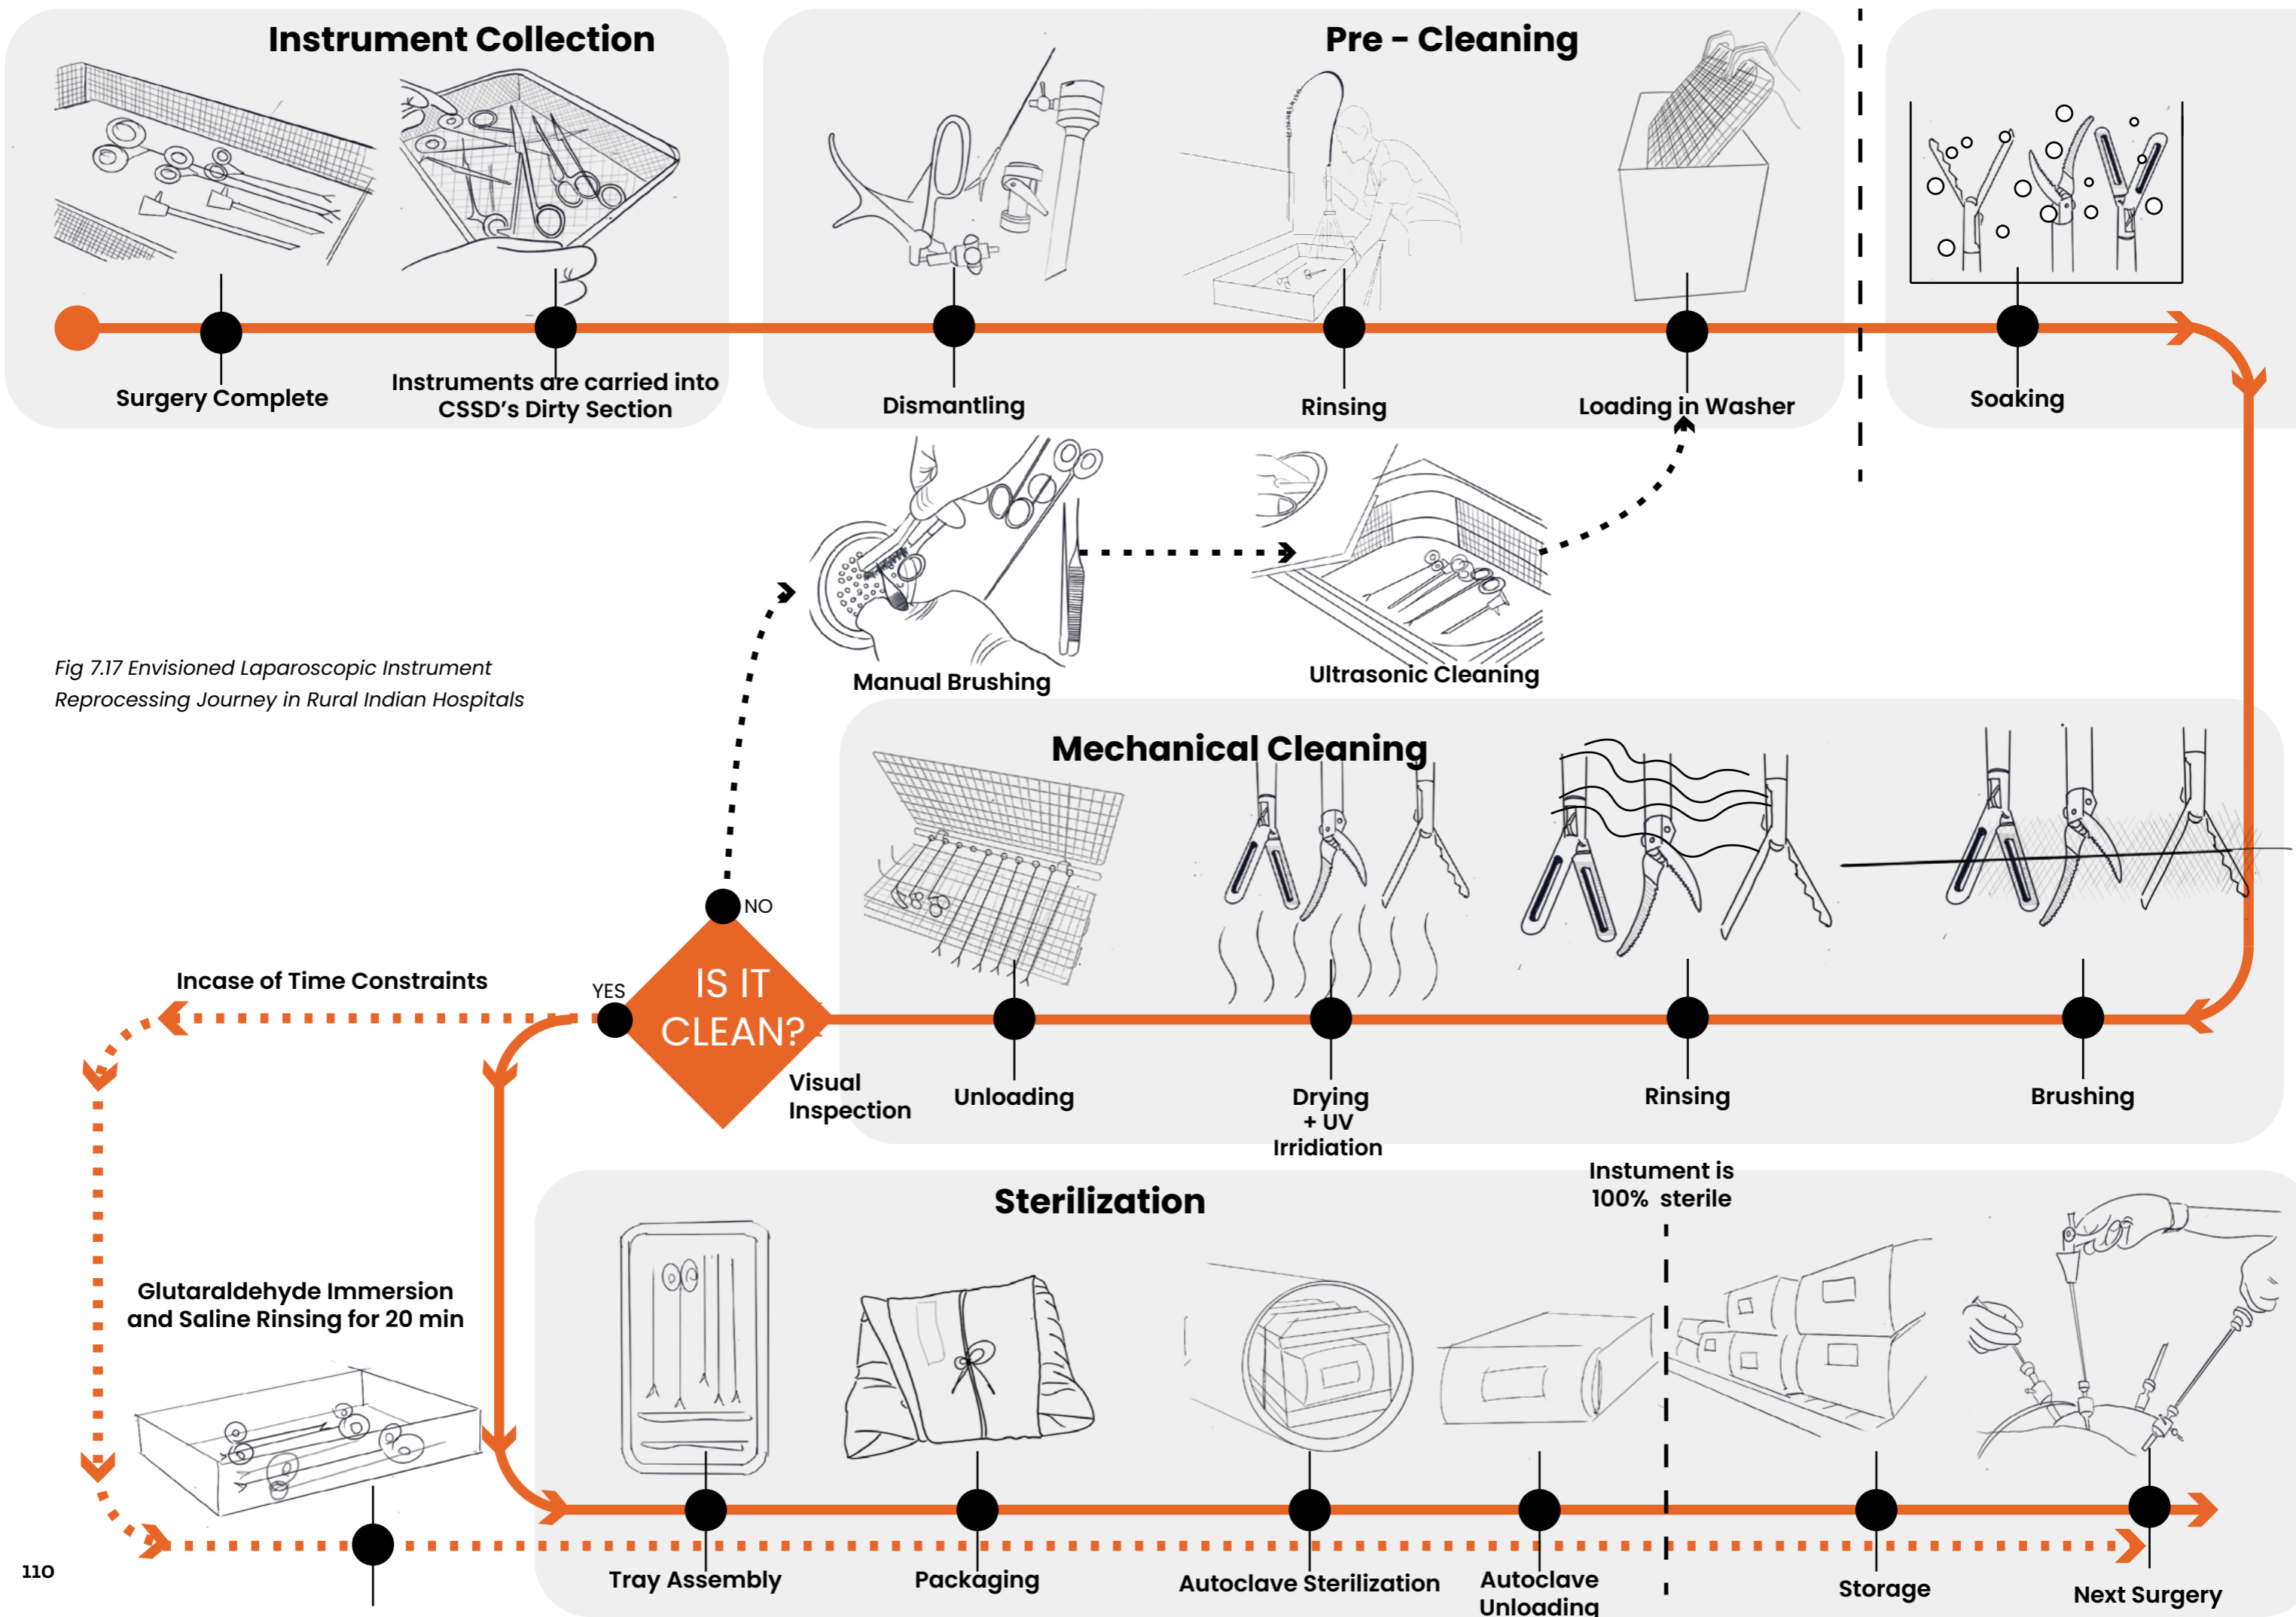 Instrument Collection
Pre - Cleaning
Surgery Complete
Instruments are carried into
CSSD's Dirty Section
Dismantling
Rinsing
Loading in Washer
Soaking
Manual Brushing
Ultrasonic Cleaning
Fig 7.17 Envisioned Laparoscopic Instrument
Reprocessing Journey in Rural Indian Hospitals
Mechanical Cleaning
NO
YES
IS IT
CLEAN?
Visual
Inspection
Unloading
Drying
+ UV
Irridiation
Rinsing
Brushing
Incase of Time Constraints
Glutaraldehyde Immersion
and Saline Rinsing for 20 min
Sterilization
Instument is
100% sterile
Tray Assembly
Packaging
Autoclave Sterilization
Autoclave
Unloading
Storage
Next Surgery
110